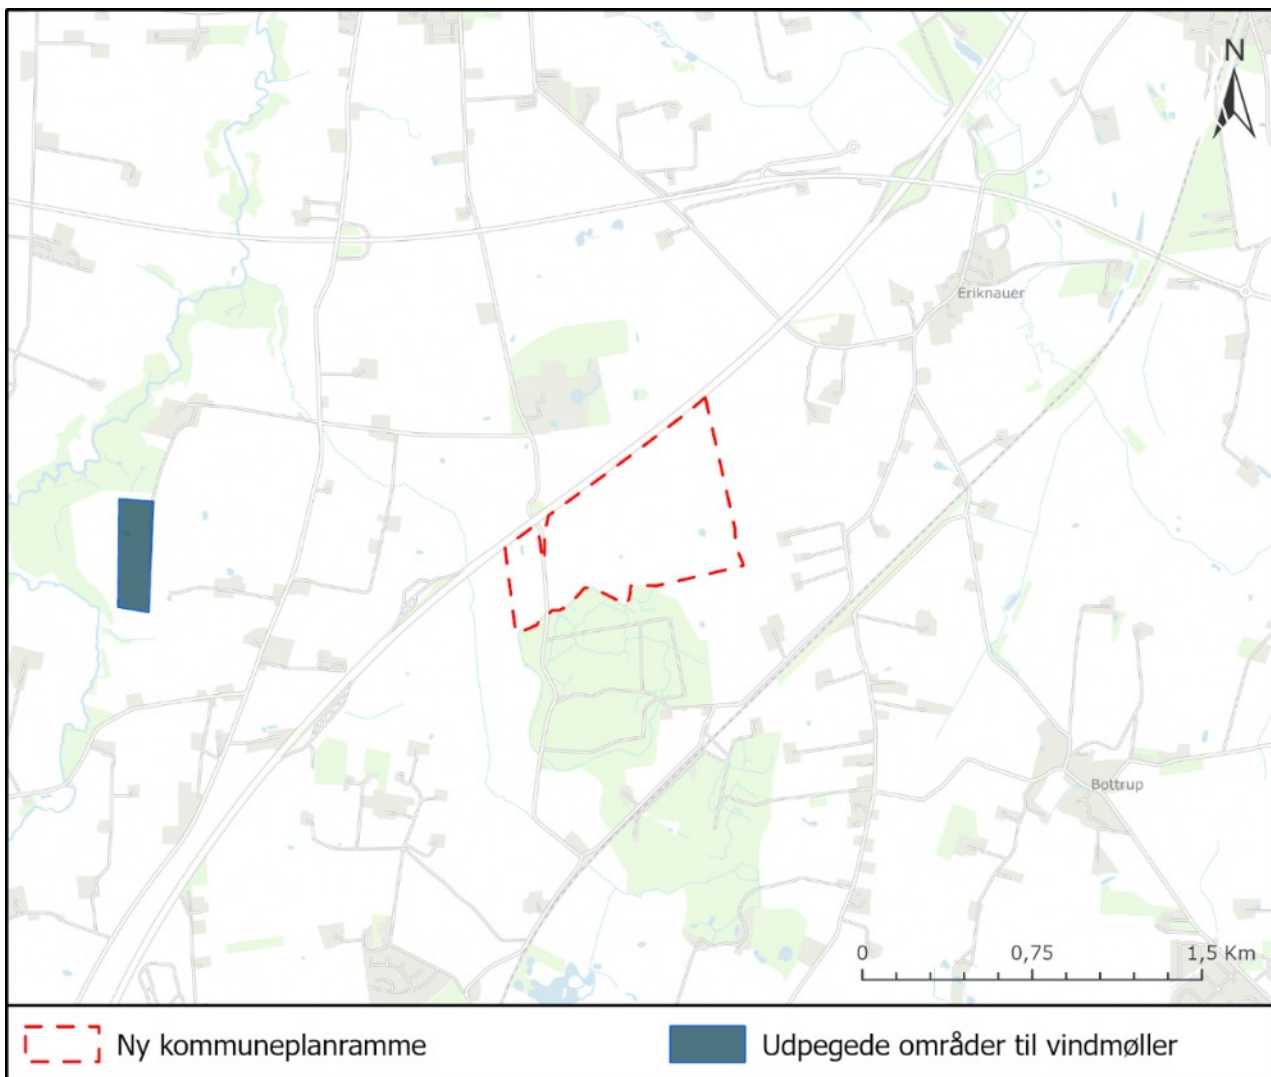 N
Eriknauer
Bottrup
0 0,75 1,5 Km
Ny kommuneplanramme
Udpegede områder til vindmøller